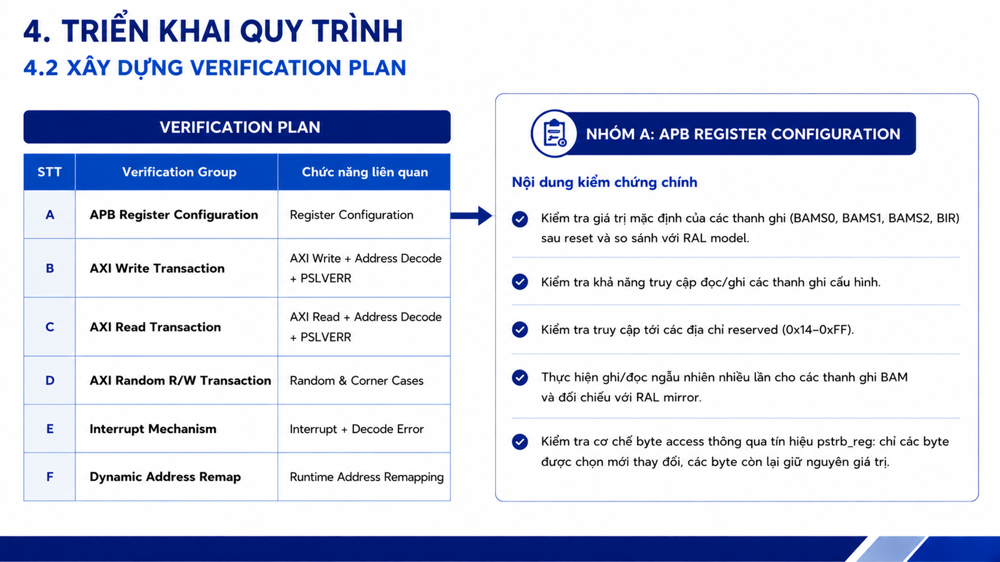 4. TRIỂN KHAI QUY TRÌNH
4.2 XÂY DỰNG VERIFICATION PLAN
VERIFICATION PLAN
STT Verification Group Chức năng liên quan
A APB Register Configuration Register Configuration
B AXI Write Transaction AXI Write + Address Decode
+ PSLVERR
C AXI Read Transaction AXI Read + Address Decode
+ PSLVERR
D AXI Random R/W Transaction Random & Corner Cases
E Interrupt Mechanism Interrupt + Decode Error
F Dynamic Address Remap Runtime Address Remapping
NHÓM A: APB REGISTER CONFIGURATION
Nội dung kiểm chứng chính
Kiểm tra giá trị mặc định của các thanh ghi (BAMS0, BAMS1, BAMS2, BIR)
sau reset và so sánh với RAL model.
Kiểm tra khả năng truy cập đọc/ghi các thanh ghi cấu hình.
Kiểm tra truy cập tới các địa chỉ reserved (0x14–0xFF).
Thực hiện ghi/đọc ngẫu nhiên nhiều lần cho các thanh ghi BAM
và đối chiếu với RAL mirror.
Kiểm tra cơ chế byte access thông qua tín hiệu pstrb_reg: chỉ các byte
được chọn mới thay đổi, các byte còn lại giữ nguyên giá trị.